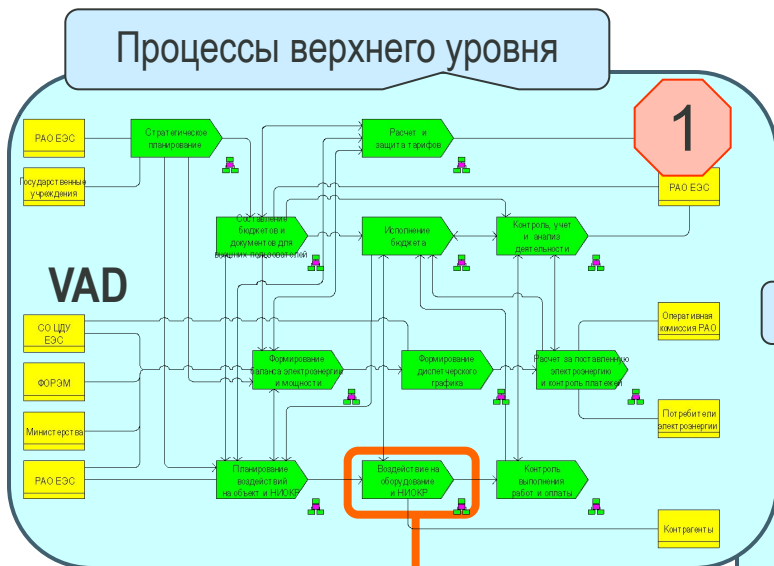 Процессы верхнего уровня
1
РАО ЕЭС
Стратегическое
планирование
Расчет и
защита тарифов
Государственные
учреждения
РАО ЕЭС
Составление
бюджетов и
документов для
внешних пользователей
Исполнение
бюджета
Контроль, учет
и анализ
деятельности
VAD
СО ЦДУ
ЕЭС
Оперативная
комиссия РАО
ФОРЭМ
Формирование
баланса электроэнергии
и мощности
Формирование
диспетчерского
графика
Расчет за поставленную
электроэнергию
и контроль платежей
Министерства
Потребители
электроэнергии
РАО ЕЭС
Планирование
воздействий
на объект и НИОКР
Воздействие на
оборудование
и НИОКР
Контроль
выполнения
работ и оплаты
Контрагенты